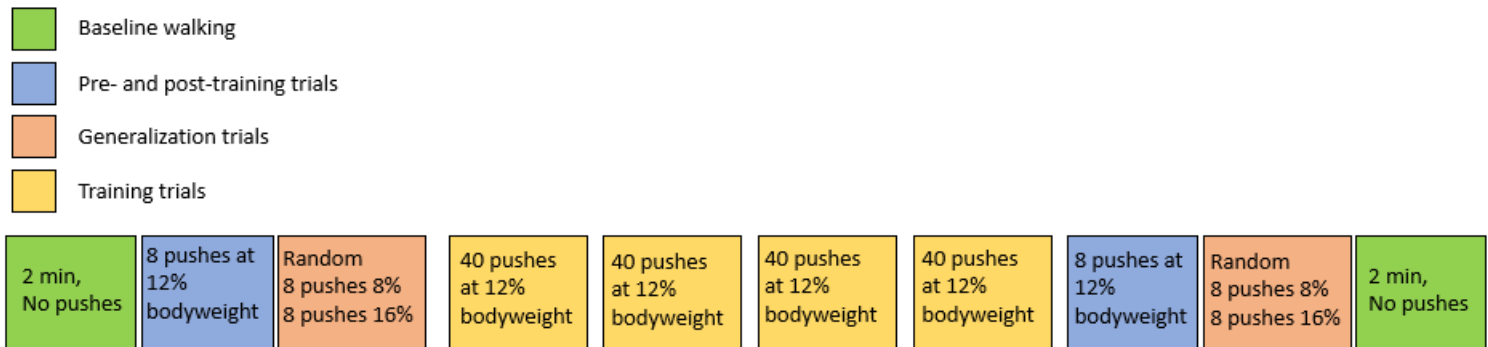 Baseline walking
Pre- and post-training trials
Generalization trials
Training trials
2 min,
No pushes
8 pushes at
12%
bodyweight
Random
8 pushes 8%
8 pushes 16%
40 pushes
at 12%
bodyweight
40 pushes
at 12%
bodyweight
40 pushes
at 12%
bodyweight
40 pushes
at 12%
bodyweight
8 pushes at
12%
bodyweight
Random
8 pushes 8%
8 pushes 16%
2 min,
No pushes